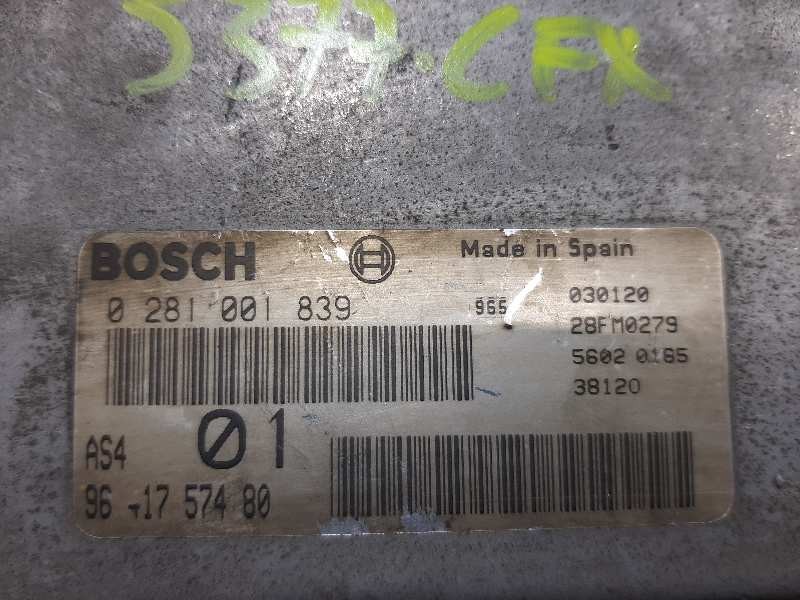 5377·CFX
BOSCH Made in Spain
0 281 001 839 965 030120
28FM0279
5602 0165
38120
AS4 01
96 17 574 80